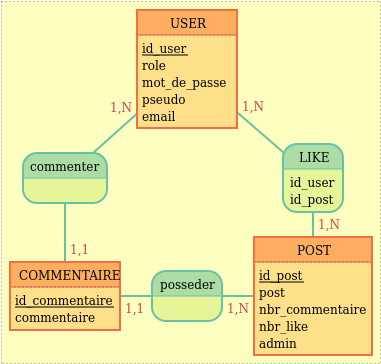 USER
id_user
role
mot_de_passe
pseudo
email
1,N
1,N
commenter
LIKE
id_user
id_post
1,1
1,N
COMMENTAIRE
id_commentaire
commentaire
posseder
1,1
1,N
POST
id_post
post
nbr_commentaire
nbr_like
admin